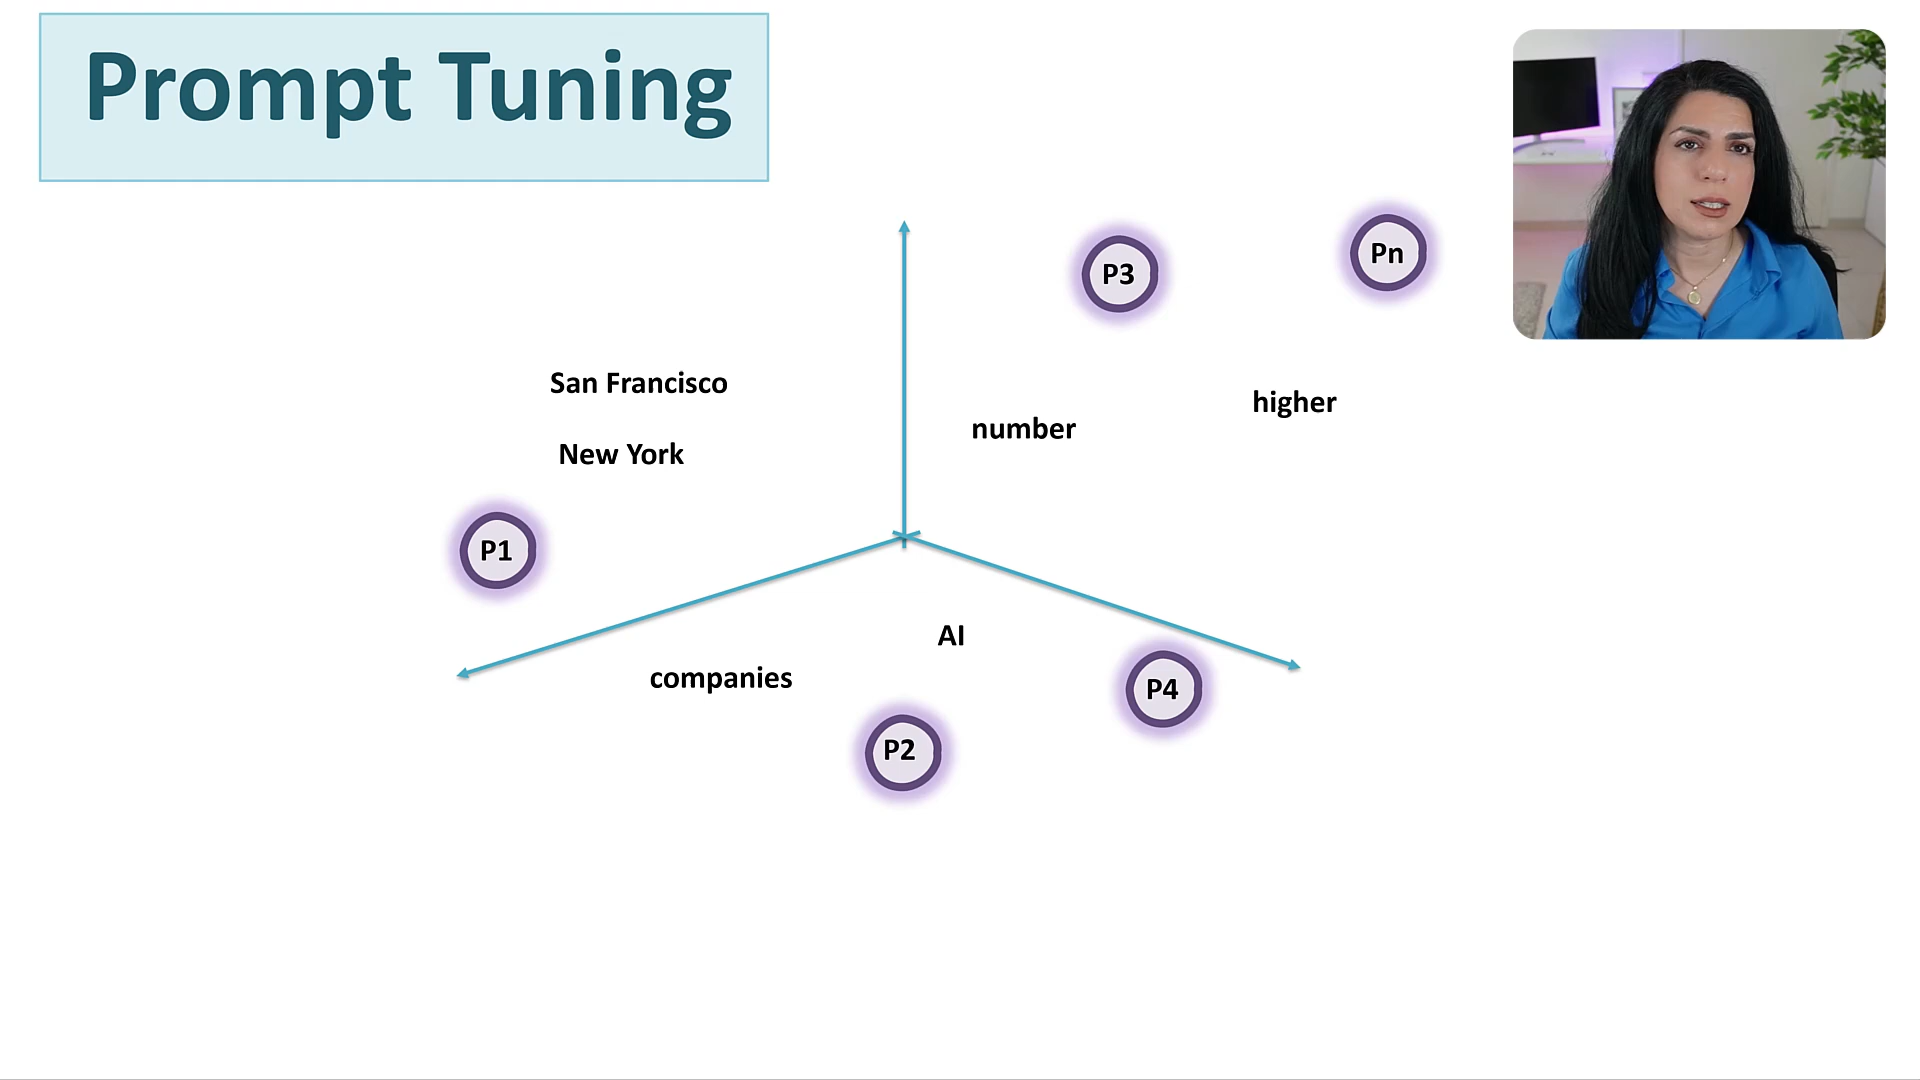 Prompt Tuning
P3
Pn
San Francisco
higher
number
New York
P1
AI
companies
P4
P2